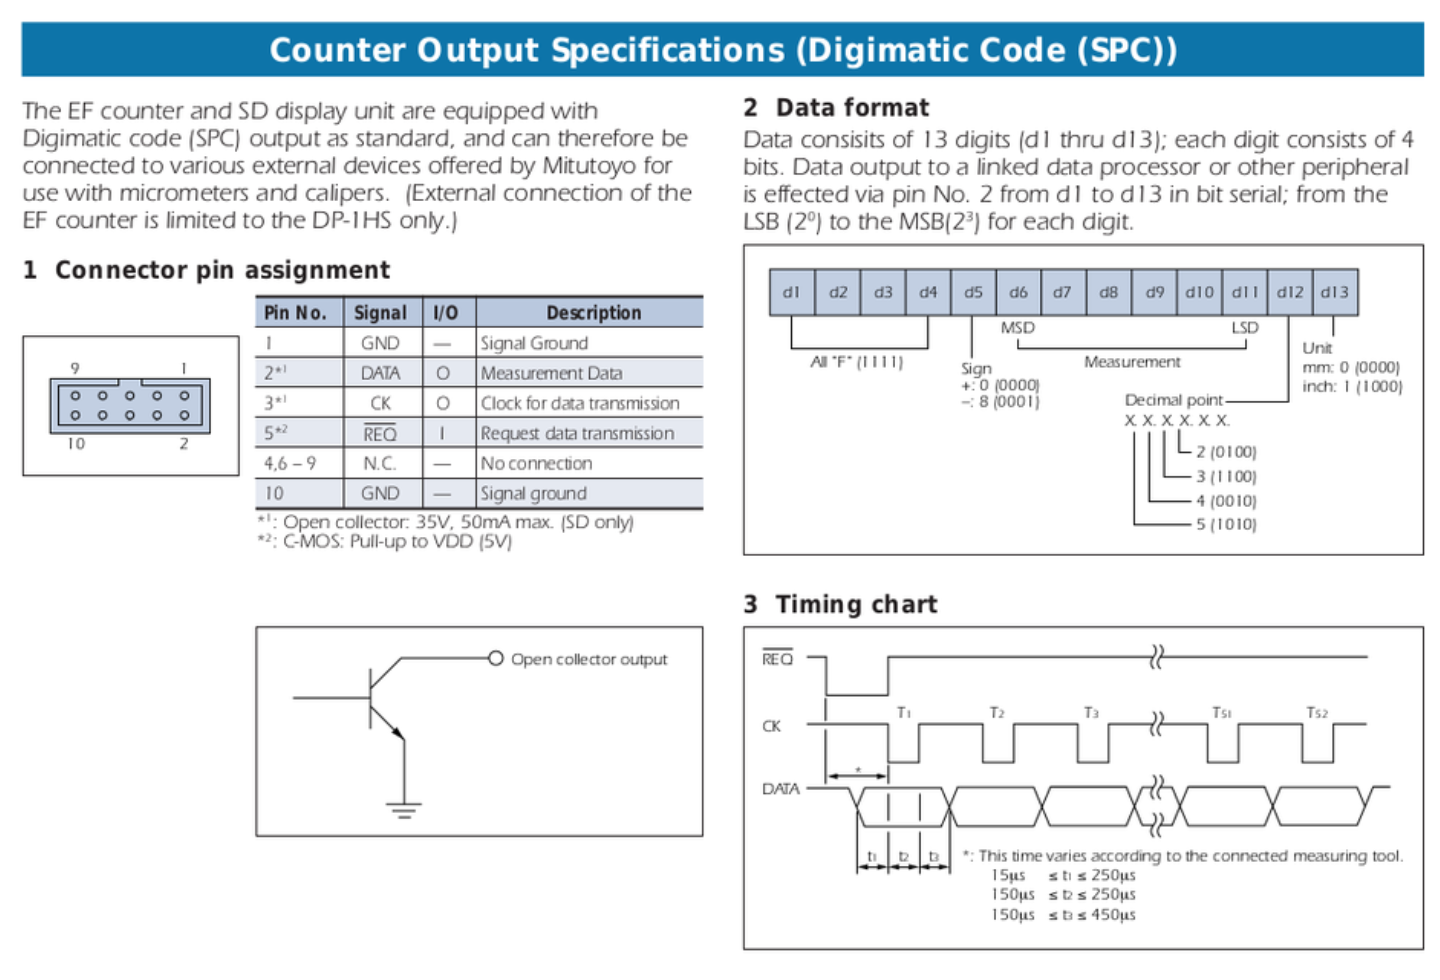 Counter Output Specifications (Digimatic Code (SPC))
The EF counter and SD display unit are equipped with
Digimatic code (SPC) output as standard, and can therefore be
connected to various external devices offered by Mitutoyo for
use with micrometers and calipers. (External connection of the
EF counter is limited to the DP-1HS only.)
1 Connector pin assignment
9 1
10 2
Pin No. Signal I/O Description
1 GND — Signal Ground
2*1 DATA O Measurement Data
3*1 CK O Clock for data transmission
5*2 REQ I Request data transmission
4,6 – 9 N.C. — No connection
10 GND — Signal ground
*1: Open collector: 35V, 50mA max. (SD only)
*2: C-MOS: Pull-up to VDD (5V)
Open collector output
2 Data format
Data consisits of 13 digits (d1 thru d13); each digit consists of 4
bits. Data output to a linked data processor or other peripheral
is effected via pin No. 2 from d1 to d13 in bit serial; from the
LSB (2⁰) to the MSB(2³) for each digit.
d1 d2 d3 d4 d5 d6 d7 d8 d9 d10 d11 d12 d13
MSD LSD
All "F" (1111)
Sign
+: 0 (0000)
–: 8 (0001)
Measurement
Unit
mm: 0 (0000)
inch: 1 (1000)
Decimal point
X. X. X. X. X. X.
2 (0100)
3 (1100)
4 (0010)
5 (1010)
3 Timing chart
REQ
CK T1 T2 T3 T51 T52
*
DATA
t1 t2 t3
*: This time varies according to the connected measuring tool.
15µs ≤ t1 ≤ 250µs
150µs ≤ t2 ≤ 250µs
150µs ≤ t3 ≤ 450µs